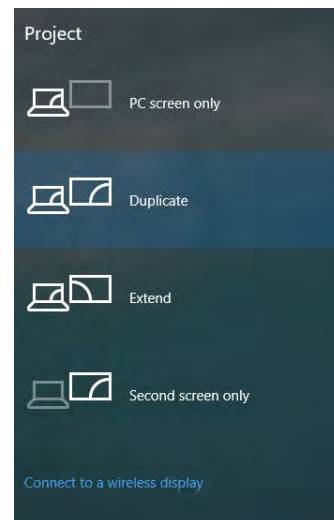 Project
PC screen only
Duplicate
Extend
Second screen only
Connect to a wireless display